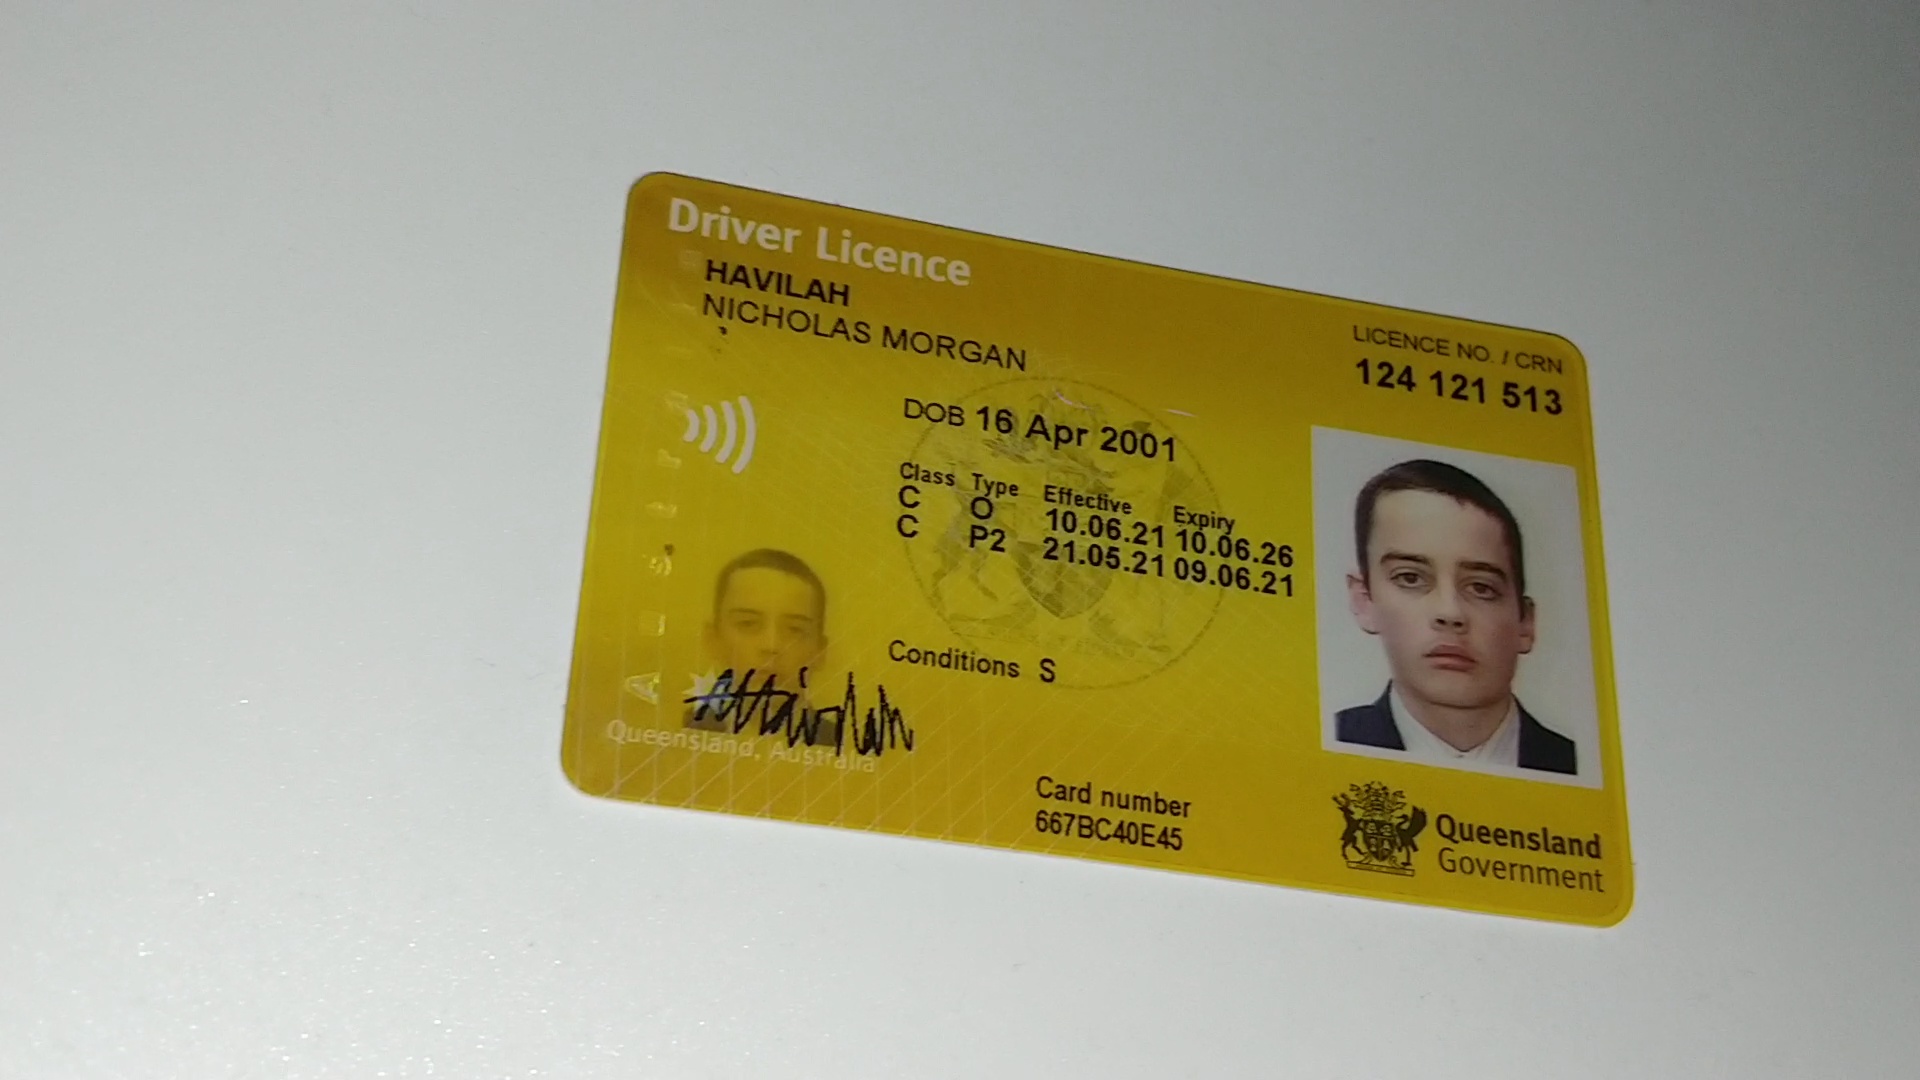 Driver Licence
HAVILAH
NICHOLAS MORGAN
LICENCE NO. / CRN
124 121 513
DOB 16 Apr 2001
Class Type Effective Expiry
C O 10.06.21 10.06.26
C P2 21.05.21 09.06.21
Conditions S
Queensland, Australia
Card number
667BC40E45
Queensland
Government